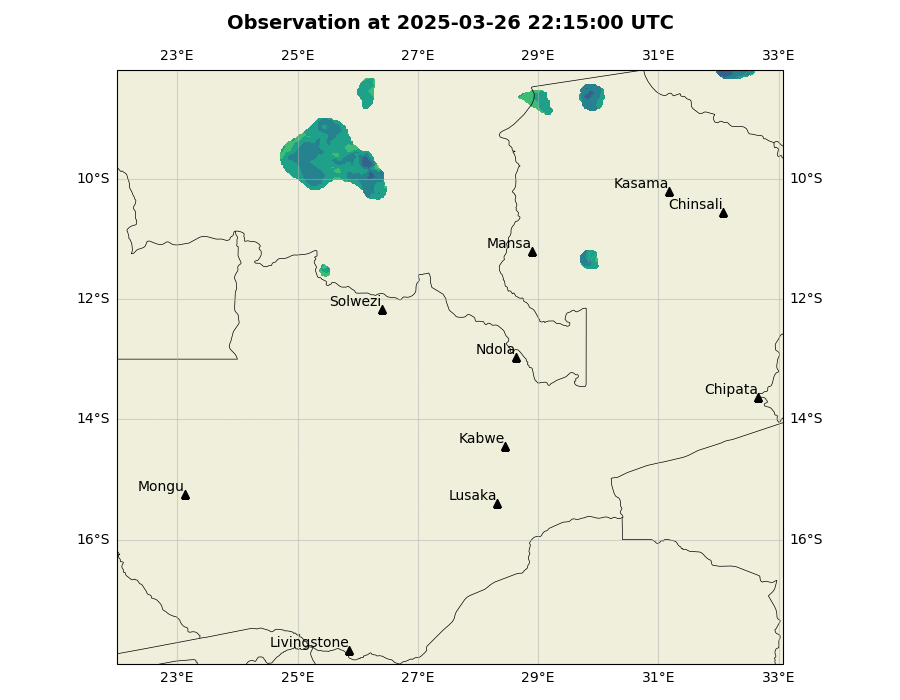 Observation at 2025-03-26 22:15:00 UTC
23°E 25°E 27°E 29°E 31°E 33°E
10°S 10°S
Kasama
Chinsali
Mansa
12°S 12°S
Solwezi
Ndola
Chipata
14°S 14°S
Kabwe
Mongu
Lusaka
16°S 16°S
Livingstone
23°E 25°E 27°E 29°E 31°E 33°E